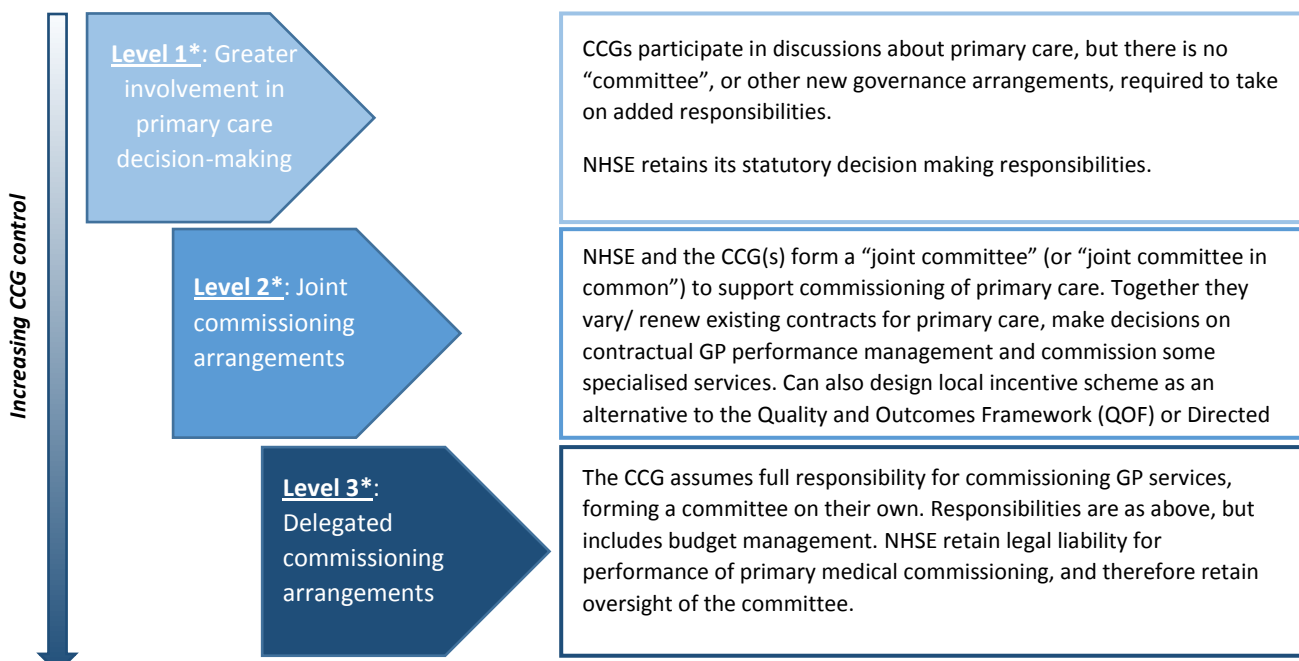 Increasing CCG control
Level 1*: Greater
involvement in
primary care
decision-making
CCGs participate in discussions about primary care, but there is no
“committee”, or other new governance arrangements, required to take
on added responsibilities.
NHSE retains its statutory decision making responsibilities.
Level 2*: Joint
commissioning
arrangements
NHSE and the CCG(s) form a “joint committee” (or “joint committee in
common”) to support commissioning of primary care. Together they
vary/ renew existing contracts for primary care, make decisions on
contractual GP performance management and commission some
specialised services. Can also design local incentive scheme as an
alternative to the Quality and Outcomes Framework (QOF) or Directed
Level 3*:
Delegated
commissioning
arrangements
The CCG assumes full responsibility for commissioning GP services,
forming a committee on their own. Responsibilities are as above, but
includes budget management. NHSE retain legal liability for
performance of primary medical commissioning, and therefore retain
oversight of the committee.